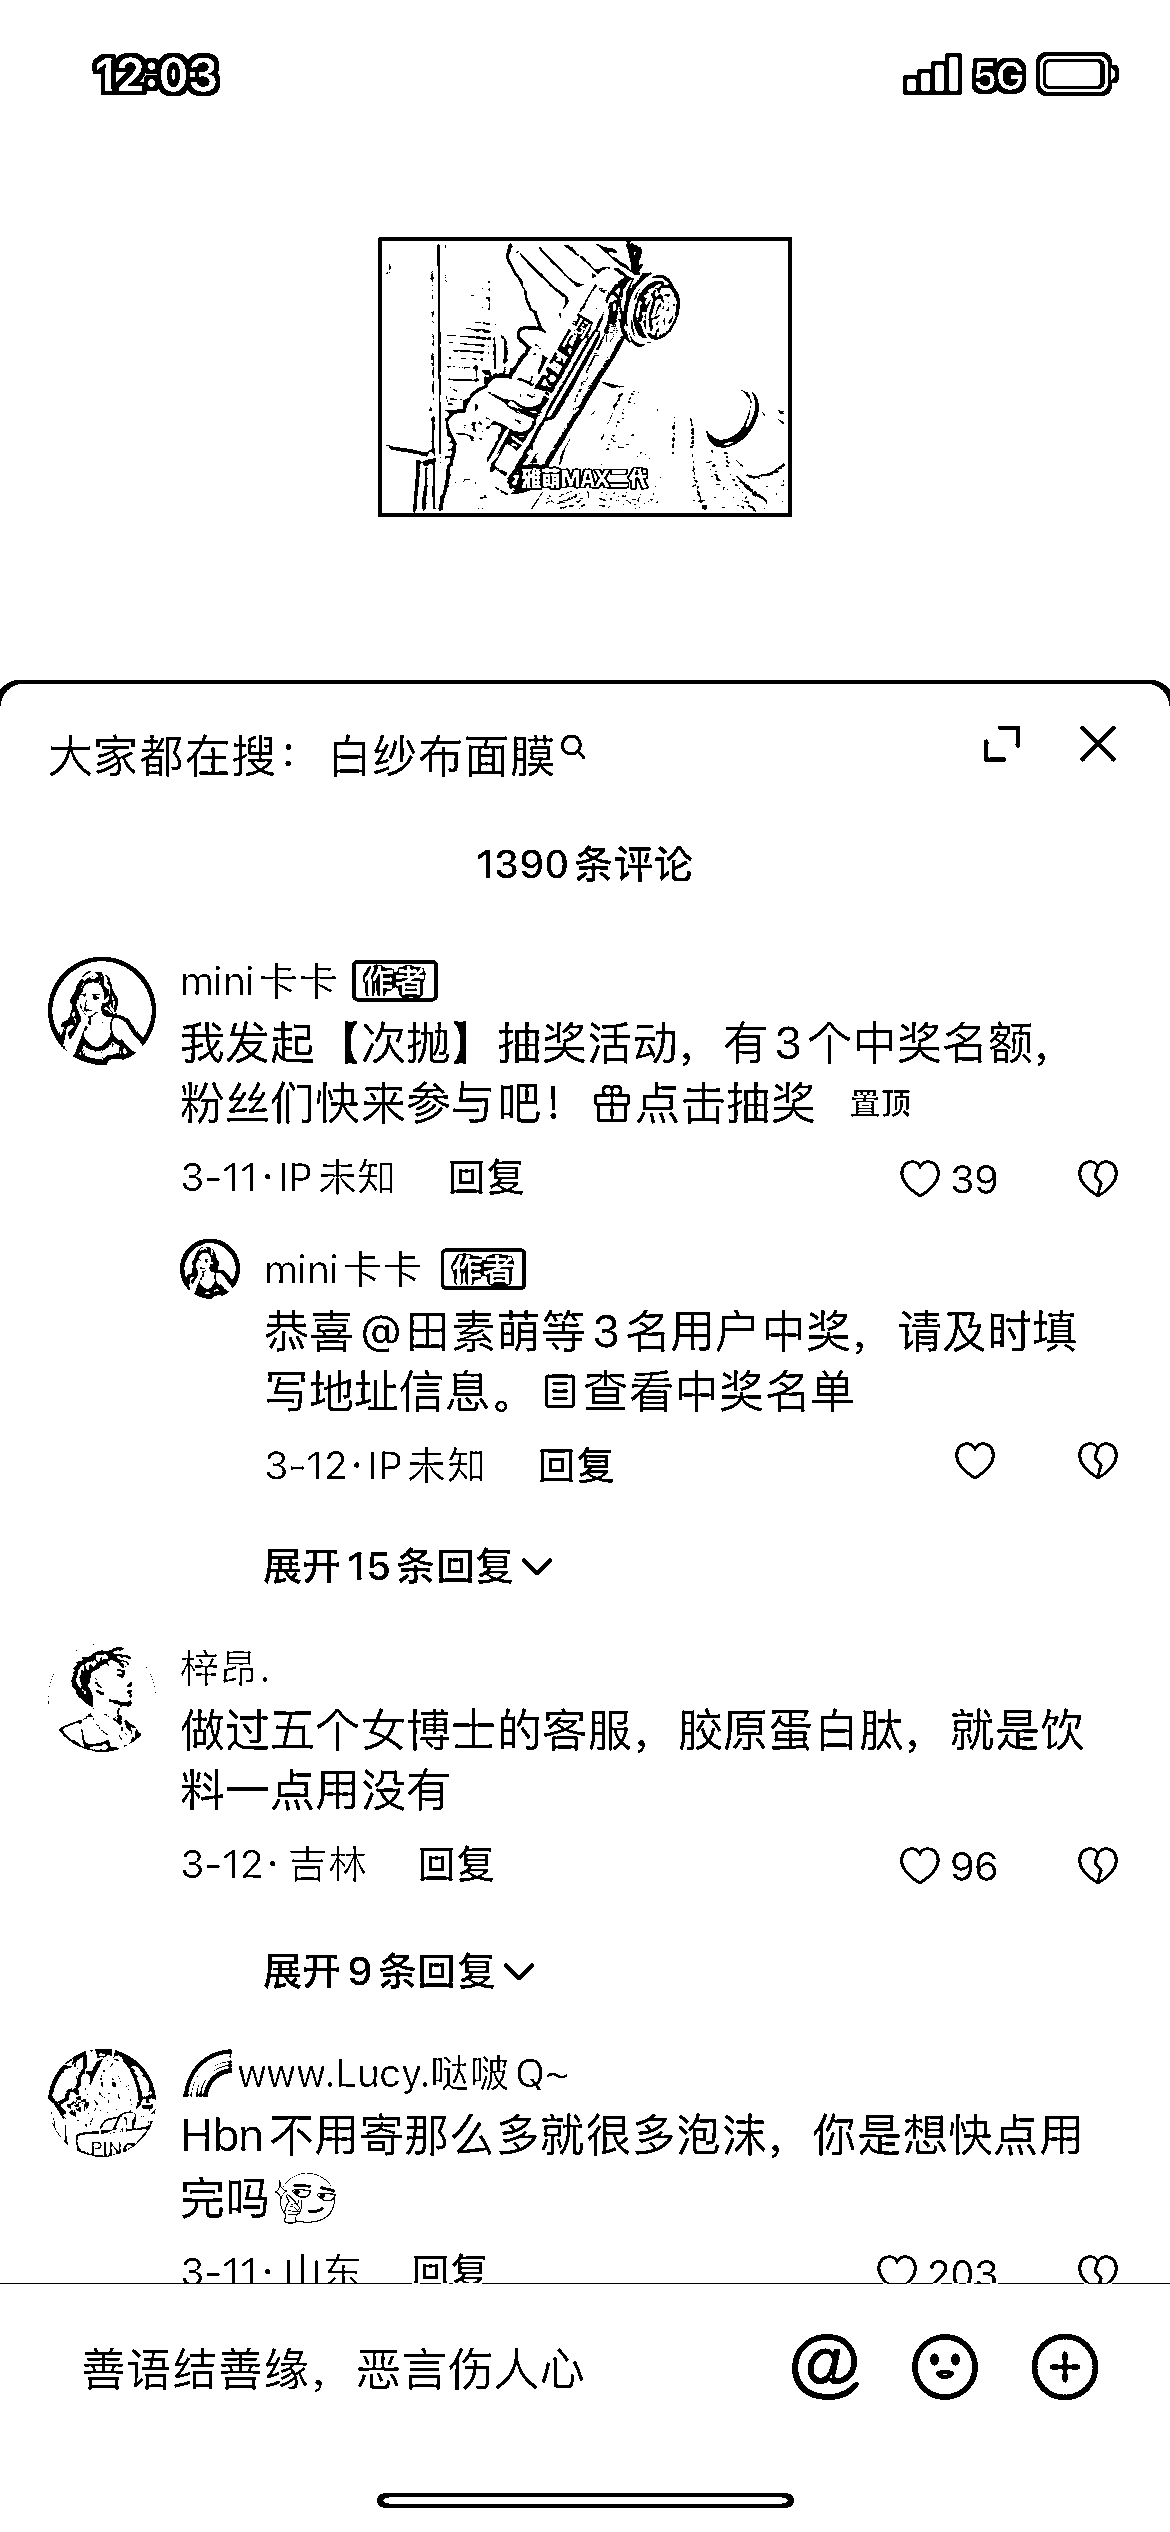 12:03
5G
雅萌MAX二代
大家都在搜： 白纱布面膜
1390条评论
mini卡卡 作者
我发起【次抛】抽奖活动，有3个中奖名额，
粉丝们快来参与吧！ 点击抽奖 置顶
3-11·IP未知 回复 39
mini卡卡 作者
恭喜@田素萌等3名用户中奖，请及时填
写地址信息。 查看中奖名单
3-12·IP未知 回复
展开15条回复
梓昂.
做过五个女博士的客服，胶原蛋白肽，就是饮
料一点用没有
3-12· 吉林 回复 96
展开9条回复
www.Lucy.哒啵Q~
Hbn不用寄那么多就很多泡沫，你是想快点用
完吗
3-11· 山东 回复 203
善语结善缘，恶言伤人心